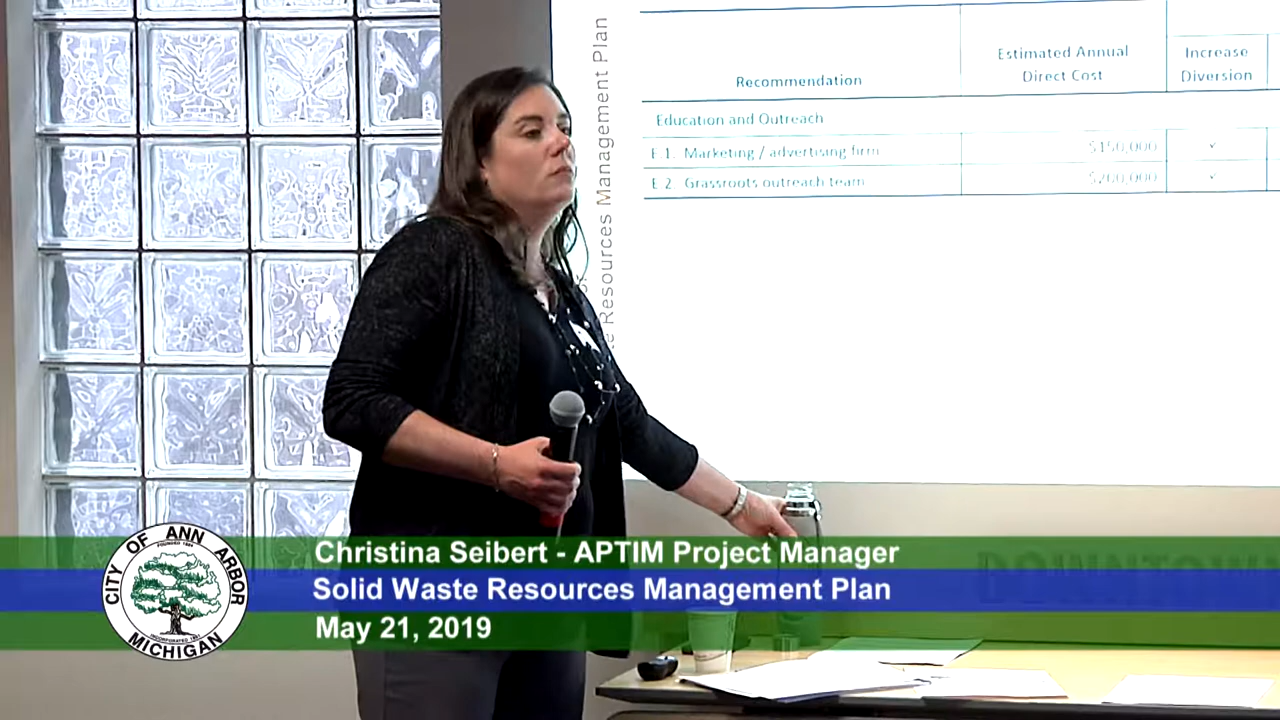 Resources Management Plan
Recommendation
Estimated Annual
Direct Cost
Increase
Diversion
Education and Outreach
E.1. Marketing / advertising firm
$150,000
✓
E.2. Grassroots outreach team
$200,000
✓
Christina Seibert - APTIM Project Manager
Solid Waste Resources Management Plan
May 21, 2019
CITY OF ANN ARBOR
MICHIGAN